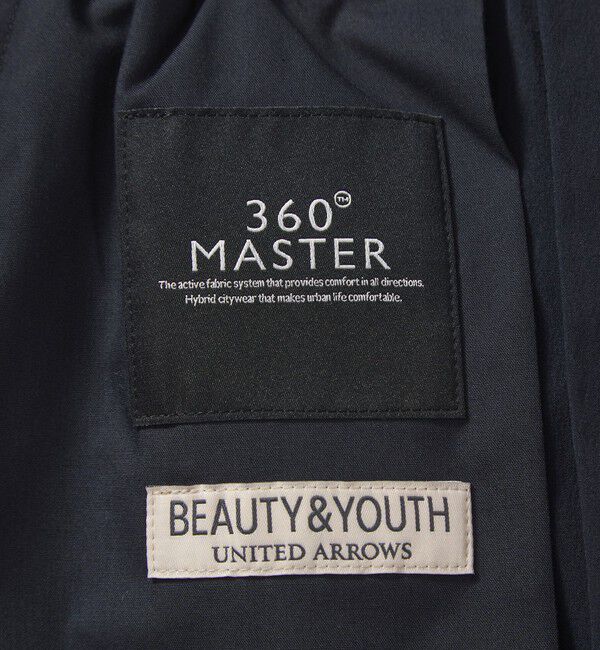 360°™
MASTER
The active fabric system that provides comfort in all directions.
Hybrid citywear that makes urban life comfortable.
BEAUTY&YOUTH
UNITED ARROWS